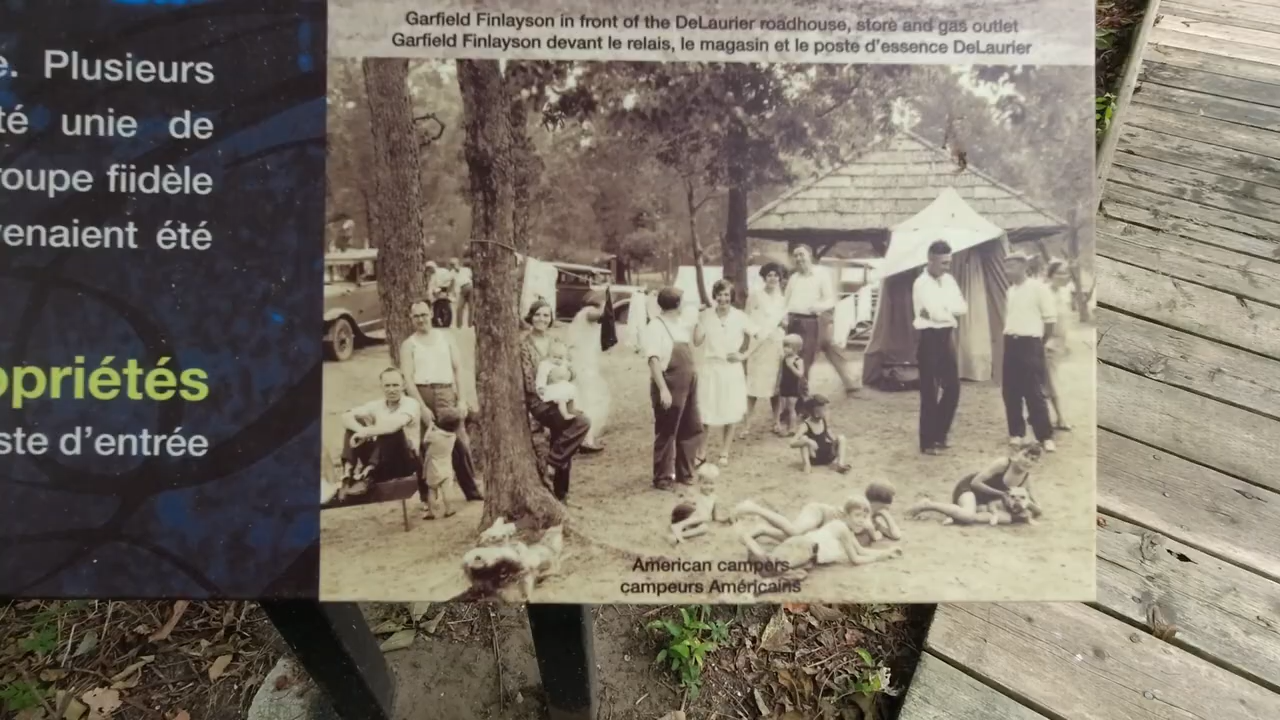 e. Plusieurs
té unie de
roupe fiidèle
venaient été
opriétés
ste d'entrée
Garfield Finlayson in front of the DeLaurier roadhouse, store and gas outlet
Garfield Finlayson devant le relais, le magasin et le poste d'essence DeLaurier
American campers
campeurs Américains